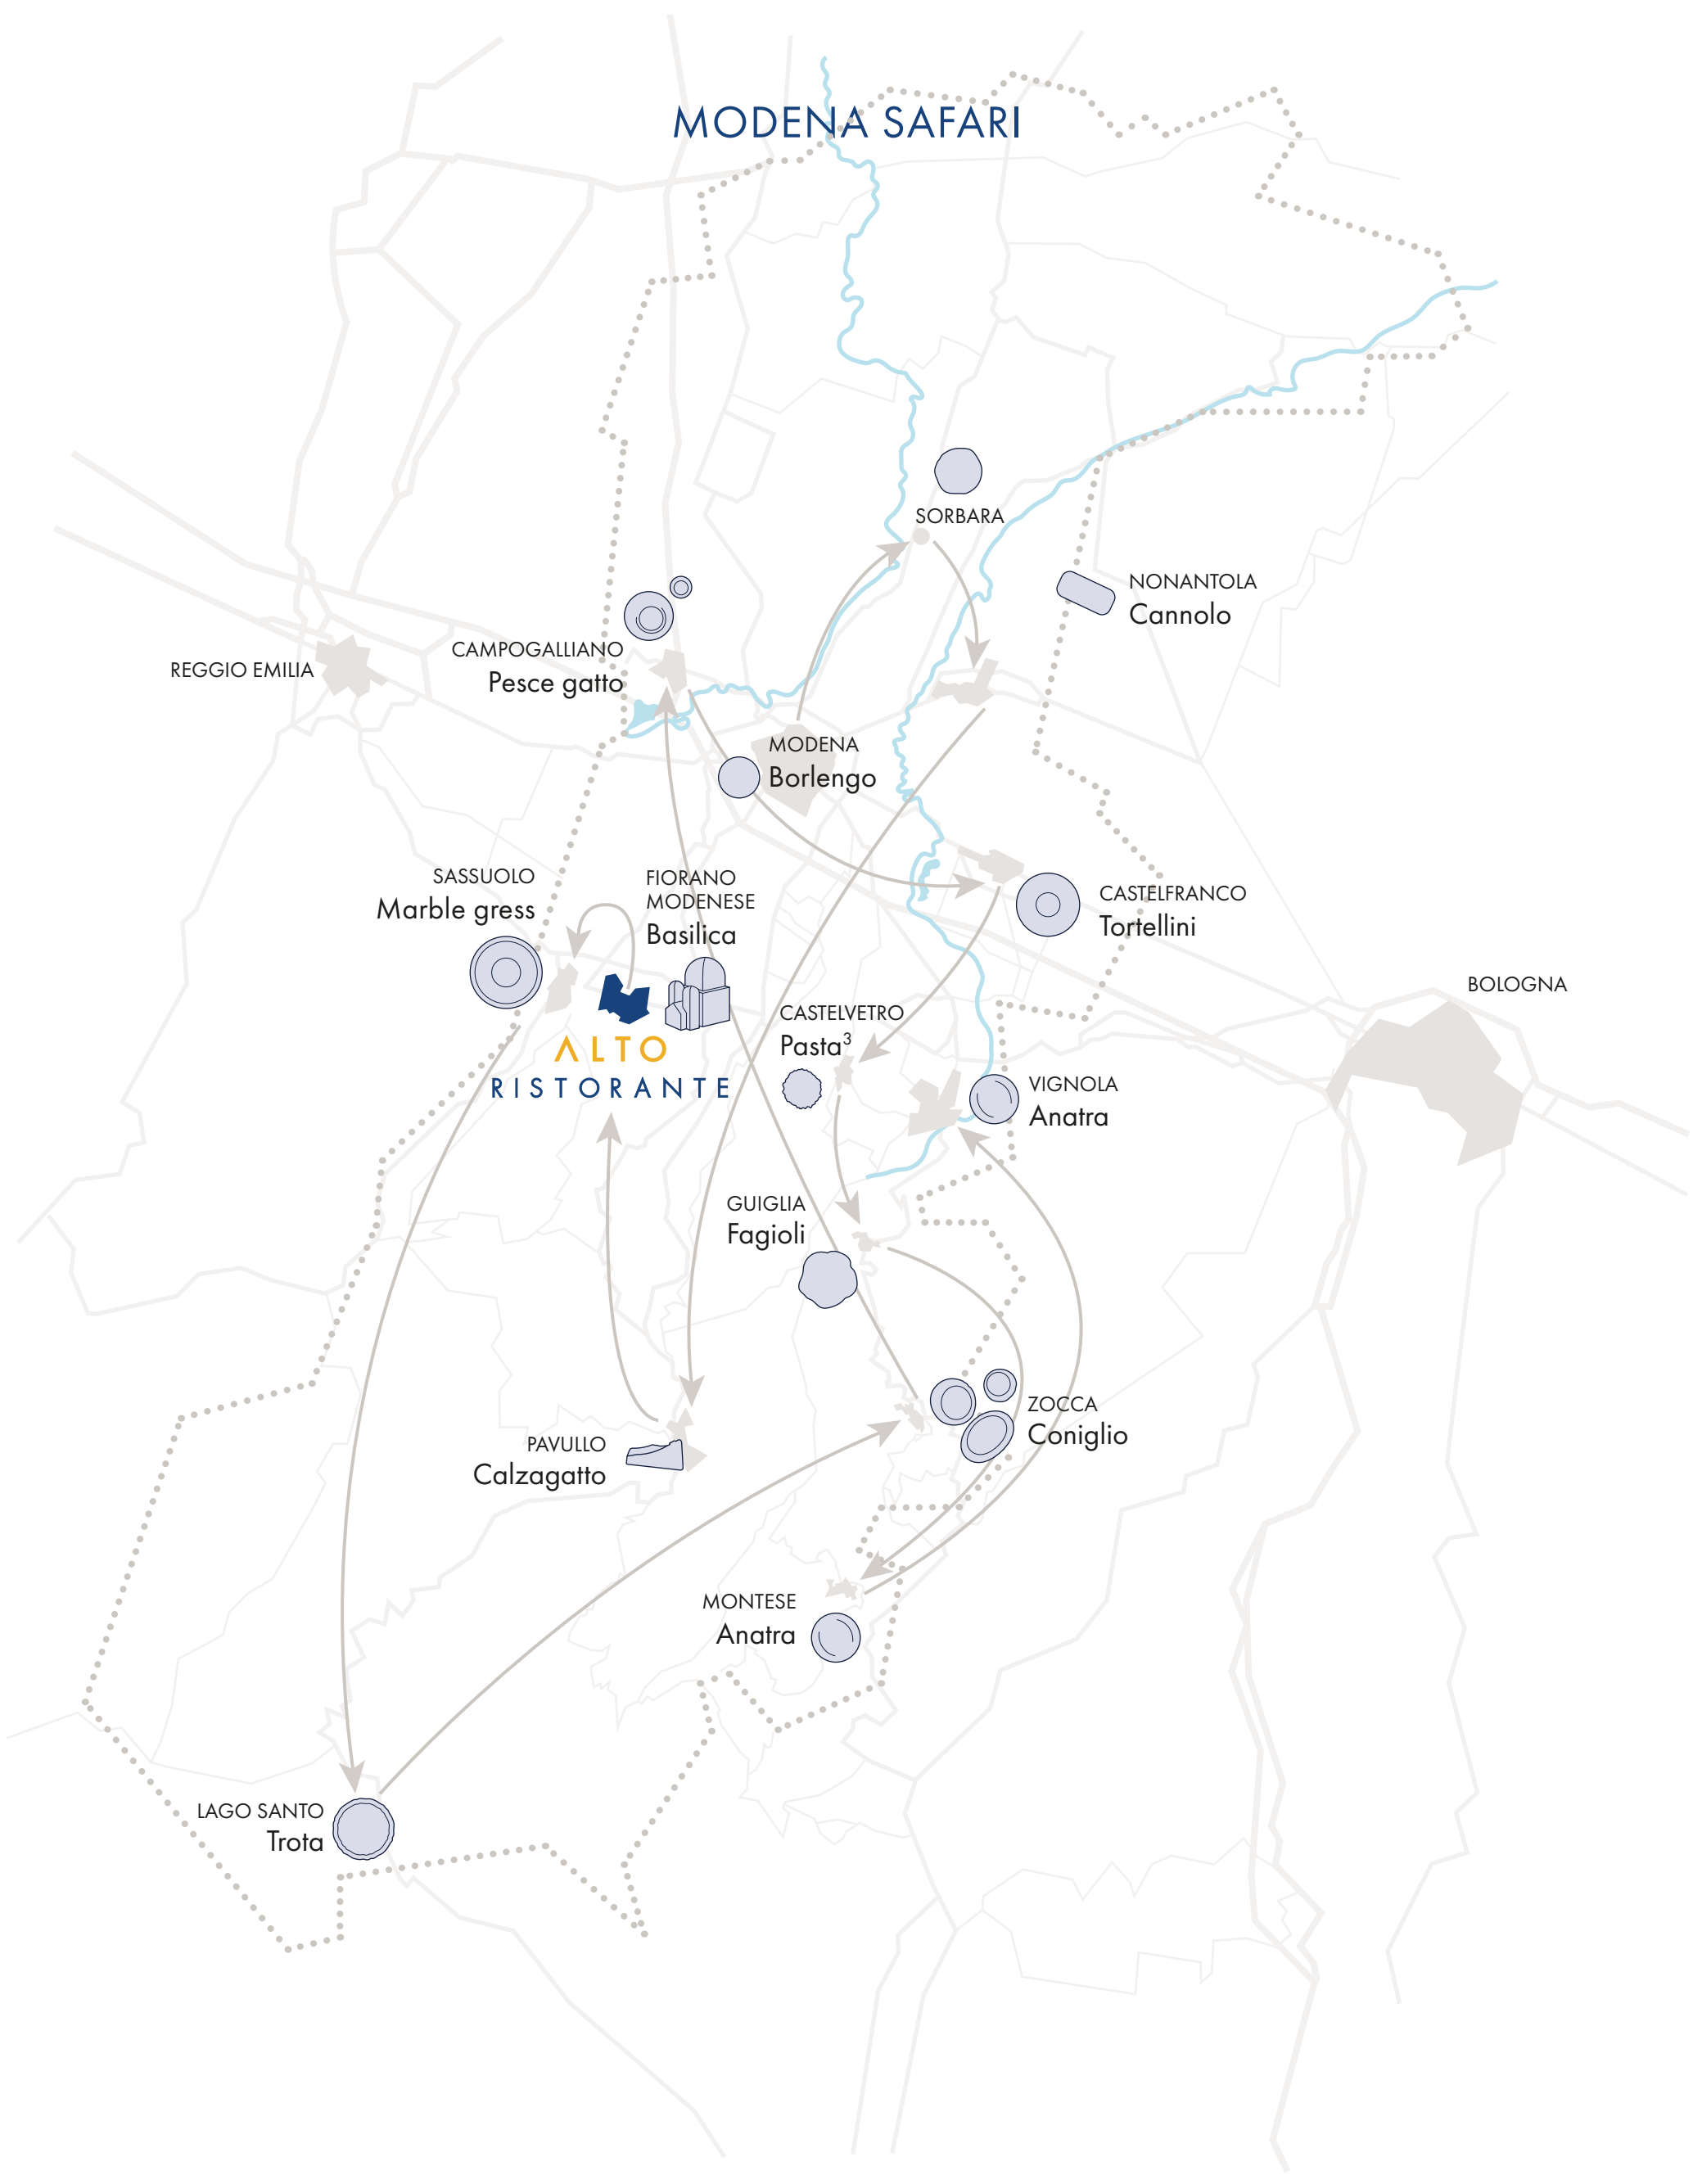 MODENA SAFARI
SORBARA
NONANTOLA
Cannolo
CAMPOGALLIANO
Pesce gatto
REGGIO EMILIA
MODENA
Borlengo
SASSUOLO
Marble gress
FIORANO
MODENESE
Basilica
CASTELFRANCO
Tortellini
BOLOGNA
ALTO
RISTORANTE
CASTELVETRO
Pasta³
VIGNOLA
Anatra
GUIGLIA
Fagioli
ZOCCA
Coniglio
PAVULLO
Calzagatto
MONTESE
Anatra
LAGO SANTO
Trota